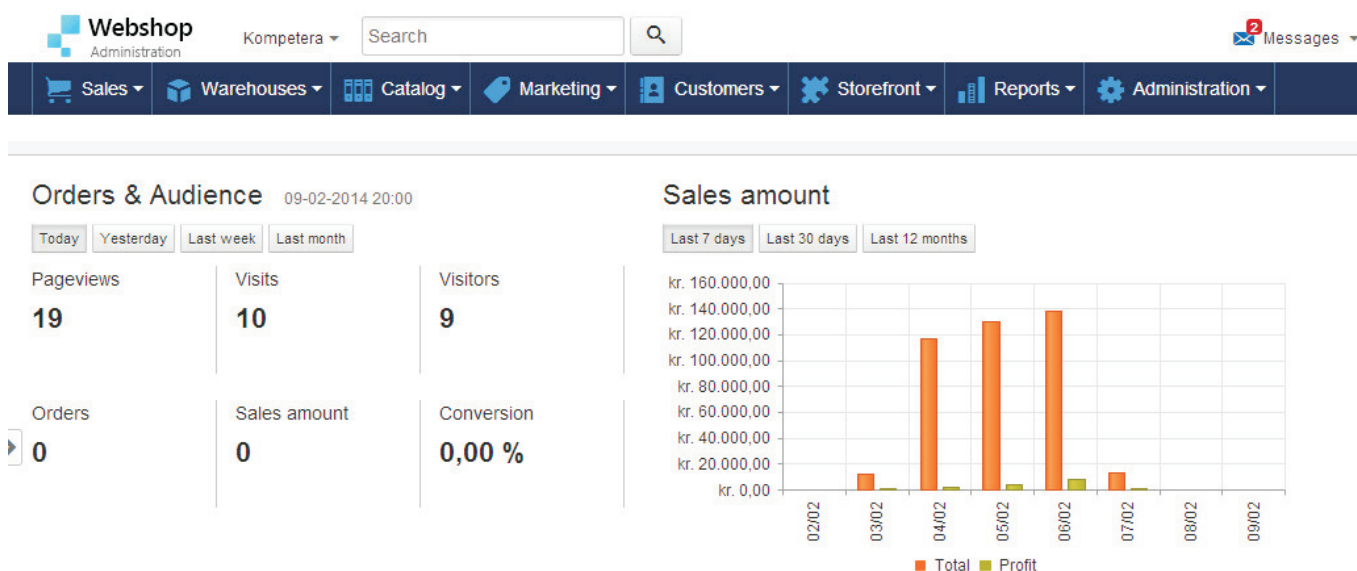 Webshop
Administration
Kompetera
Search
2
Messages
Sales
Warehouses
Catalog
Marketing
Customers
Storefront
Reports
Administration
Orders & Audience 09-02-2014 20:00
Today Yesterday Last week Last month
Pageviews Visits Visitors
19 10 9
Orders Sales amount Conversion
0 0 0,00 %
Sales amount
Last 7 days Last 30 days Last 12 months
kr. 160.000,00
kr. 140.000,00
kr. 120.000,00
kr. 100.000,00
kr. 80.000,00
kr. 60.000,00
kr. 40.000,00
kr. 20.000,00
kr. 0,00
02/02 03/02 04/02 05/02 06/02 07/02 08/02 09/02
Total Profit